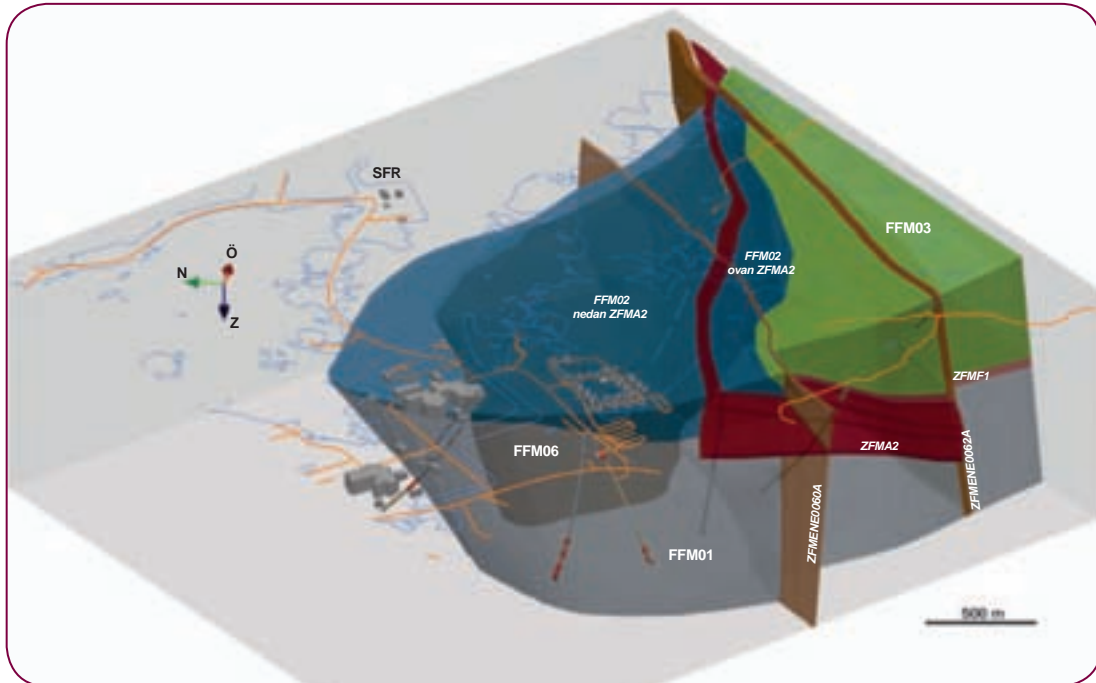 SFR
Ö
N
Z
FFM03
FFM02
ovan ZFMA2
FFM02
nedan ZFMA2
ZFMF1
ZFMA2
FFM06
ZFMENE0062A
ZFMENE0060A
FFM01
500 m